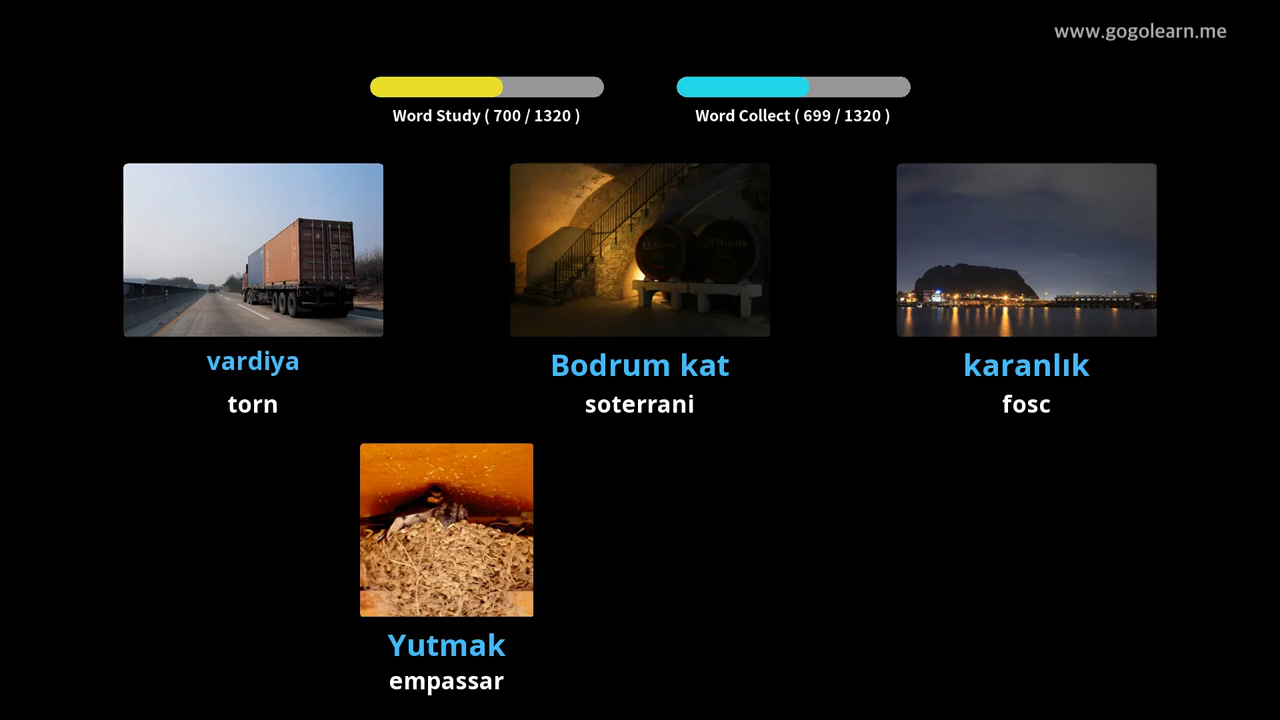 www.gogolearn.me
Word Study ( 700 / 1320 )
Word Collect ( 699 / 1320 )
vardiya
torn
Bodrum kat
soterrani
karanlık
fosc
Yutmak
empassar